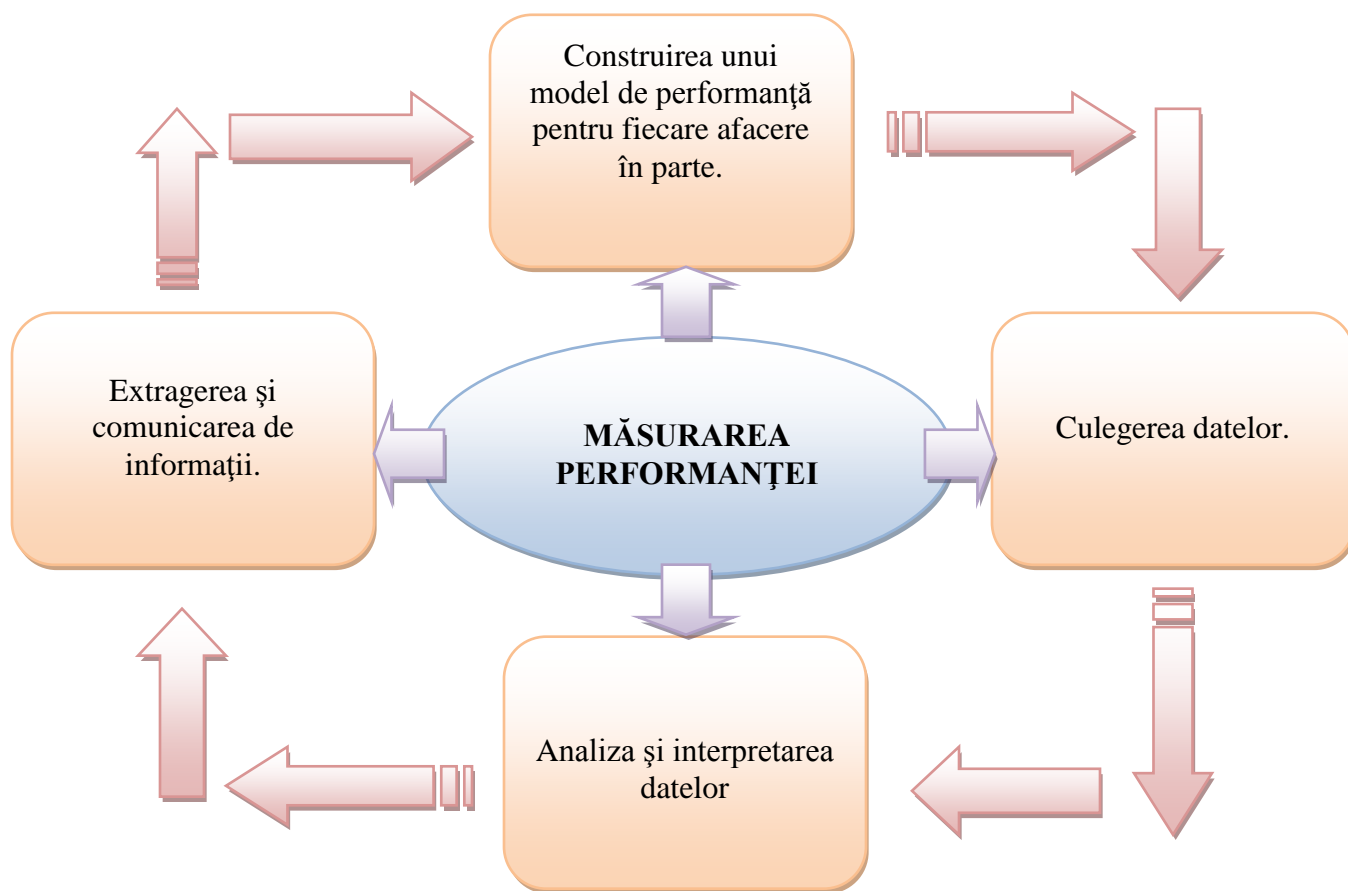 Construirea unui
model de performanţă
pentru fiecare afacere
în parte.
Extragerea şi
comunicarea de
informaţii.
MĂSURAREA
PERFORMANŢEI
Culegerea datelor.
Analiza şi interpretarea
datelor